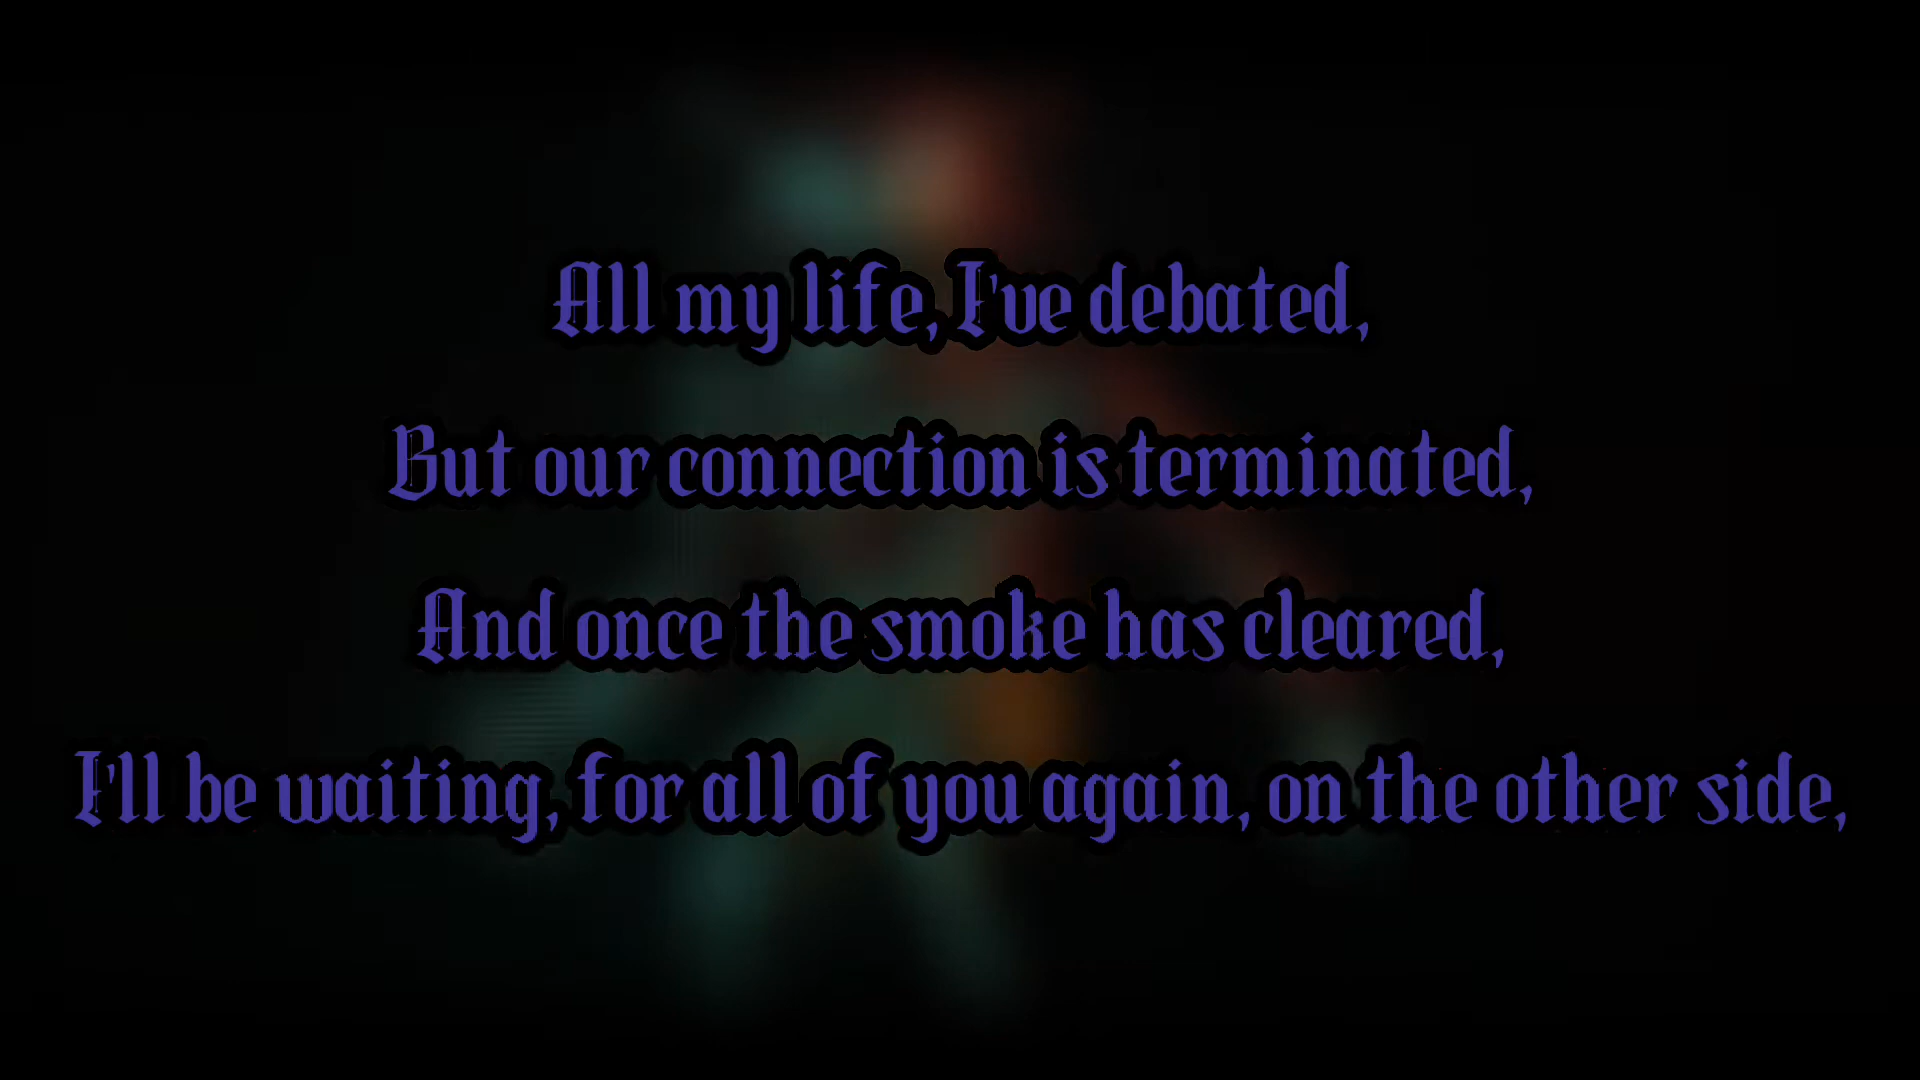 All my life, I've debated,
But our connection is terminated,
And once the smoke has cleared,
I'll be waiting, for all of you again, on the other side,